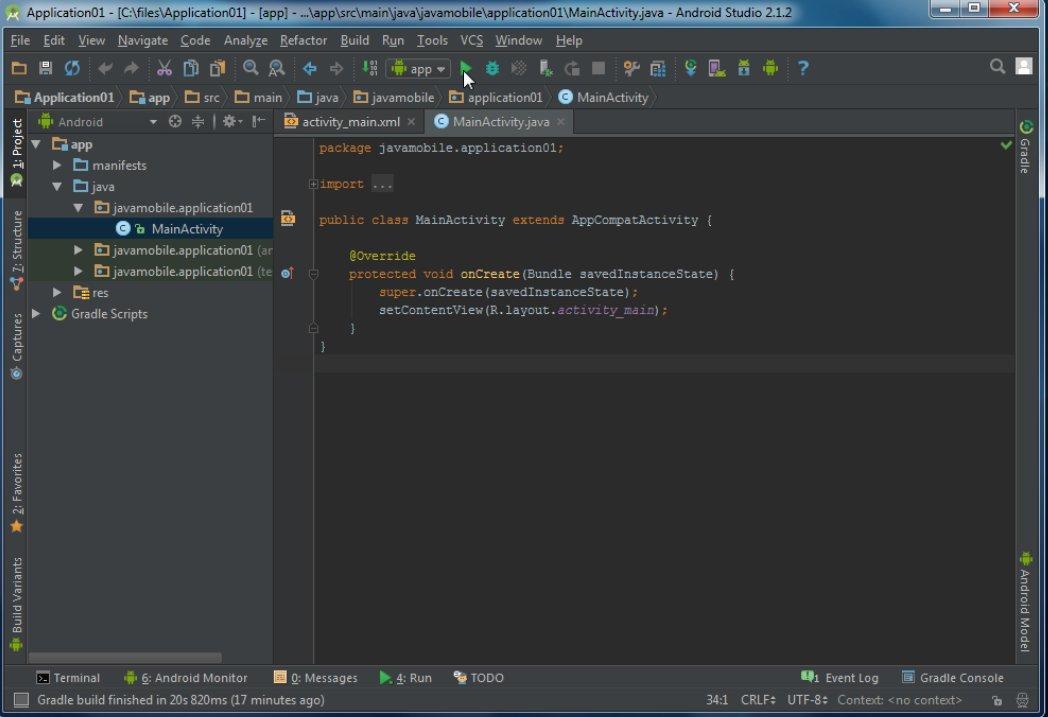 Application01 - [C:\files\Application01] - [app] - ...\app\src\main\java\javamobile\application01\MainActivity.java - Android Studio 2.1.2
File Edit View Navigate Code Analyze Refactor Build Run Tools VCS Window Help
app
Application01 app src main java javamobile application01 MainActivity
Android
activity_main.xml MainActivity.java
1: Project
Z: Structure
Captures
2: Favorites
Build Variants
app
manifests
java
javamobile.application01
MainActivity
javamobile.application01 (ar
javamobile.application01 (te
res
Gradle Scripts
package javamobile.application01;
import ...
public class MainActivity extends AppCompatActivity {
@Override
protected void onCreate(Bundle savedInstanceState) {
super.onCreate(savedInstanceState);
setContentView(R.layout.activity_main);
}
}
Gradle
Android Model
Terminal 6: Android Monitor 0: Messages 4: Run TODO Event Log Gradle Console
Gradle build finished in 20s 820ms (17 minutes ago) 34:1 CRLF UTF-8 Context: <no context>